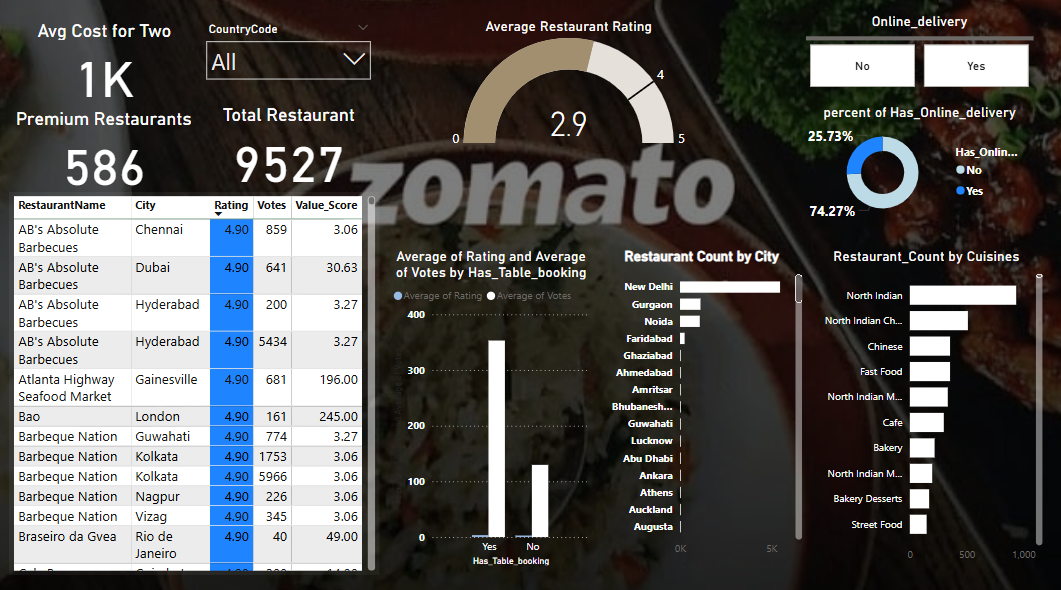 Avg Cost for Two
1K
Premium Restaurants
586
CountryCode
All
Total Restaurant
9527
Average Restaurant Rating
0
2.9
4
5
Online_delivery
No
Yes
percent of Has_Online_delivery
25.73%
74.27%
Has_Onlin...
No
Yes
zomato
RestaurantName City Rating Votes Value_Score
AB's Absolute Barbecues Chennai 4.90 859 3.06
AB's Absolute Barbecues Dubai 4.90 641 30.63
AB's Absolute Barbecues Hyderabad 4.90 200 3.27
AB's Absolute Barbecues Hyderabad 4.90 5434 3.27
Atlanta Highway Seafood Market Gainesville 4.90 681 196.00
Bao London 4.90 161 245.00
Barbeque Nation Guwahati 4.90 774 3.27
Barbeque Nation Kolkata 4.90 1753 3.06
Barbeque Nation Kolkata 4.90 5966 3.06
Barbeque Nation Nagpur 4.90 226 3.06
Barbeque Nation Vizag 4.90 345 3.06
Braseiro da Gvea Rio de Janeiro 4.90 40 49.00
Average of Rating and Average
of Votes by Has_Table_booking
Average of Rating Average of Votes
400
300
200
100
0
Yes No
Has_Table_booking
Restaurant Count by City
New Delhi
Gurgaon
Noida
Faridabad
Ghaziabad
Ahmedabad
Amritsar
Bhubanesh...
Guwahati
Lucknow
Abu Dhabi
Ankara
Athens
Auckland
Augusta
0K 5K
Restaurant_Count by Cuisines
North Indian
North Indian Ch...
Chinese
Fast Food
North Indian M...
Cafe
Bakery
North Indian M...
Bakery Desserts
Street Food
0 500 1,000